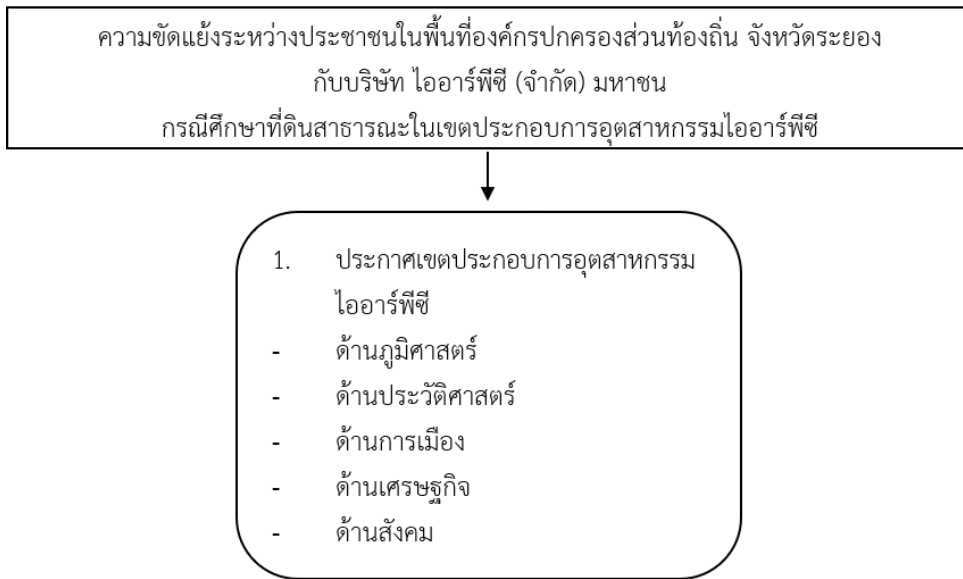 ความขัดแย้งระหว่างประชาชนในพื้นที่องค์กรปกครองส่วนท้องถิ่น จังหวัดระยอง
กับบริษัท ไออาร์พีซี (จำกัด) มหาชน
กรณีศึกษาที่ดินสาธารณะในเขตประกอบการอุตสาหกรรมไออาร์พีซี
1. ประกาศเขตประกอบการอุตสาหกรรม
ไออาร์พีซี
- ด้านภูมิศาสตร์
- ด้านประวัติศาสตร์
- ด้านการเมือง
- ด้านเศรษฐกิจ
- ด้านสังคม